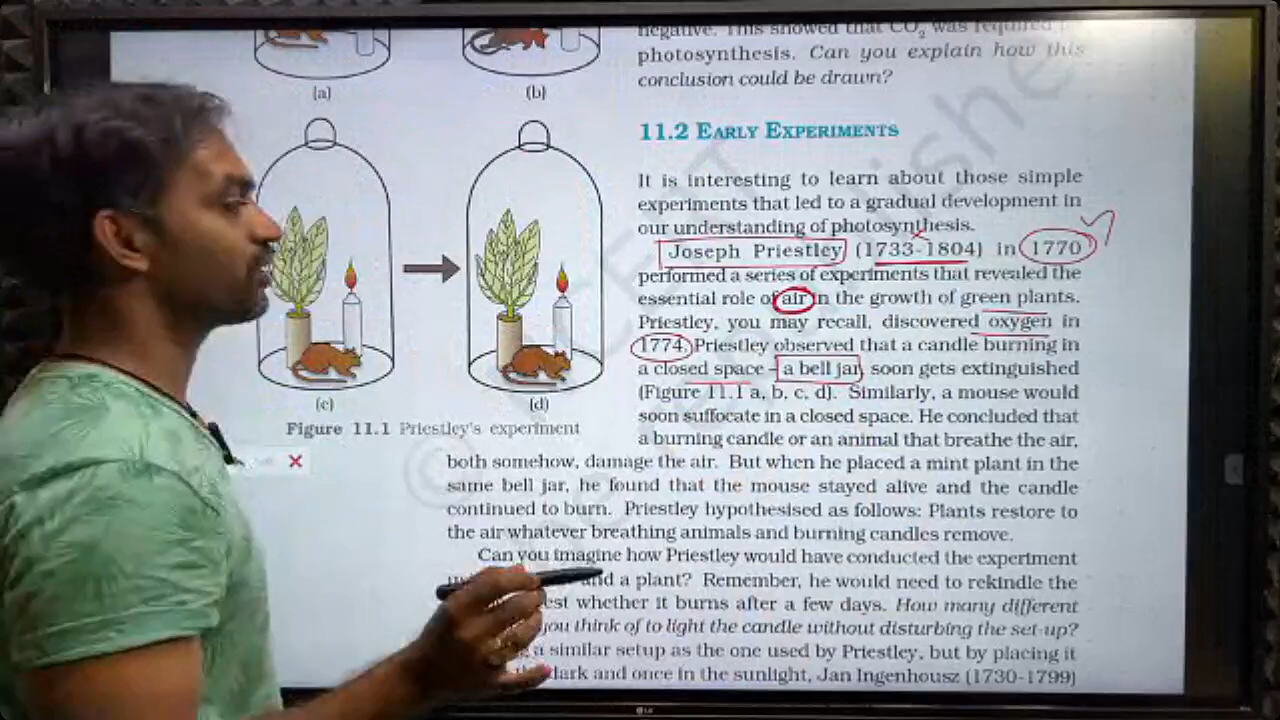 (a)
(b)
(c)
(d)
Figure 11.1 Priestley's experiment
negative. This showed that CO2 was required
photosynthesis. Can you explain how this
conclusion could be drawn?
11.2 EARLY EXPERIMENTS
It is interesting to learn about those simple
experiments that led to a gradual development in
our understanding of photosynthesis.
Joseph Priestley (1733-1804) in 1770
performed a series of experiments that revealed the
essential role of air in the growth of green plants.
Priestley, you may recall, discovered oxygen in
1774. Priestley observed that a candle burning in
a closed space – a bell jar, soon gets extinguished
(Figure 11.1 a, b, c, d). Similarly, a mouse would
soon suffocate in a closed space. He concluded that
a burning candle or an animal that breathe the air,
both somehow, damage the air. But when he placed a mint plant in the
same bell jar, he found that the mouse stayed alive and the candle
continued to burn. Priestley hypothesised as follows: Plants restore to
the air whatever breathing animals and burning candles remove.
Can you imagine how Priestley would have conducted the experiment
and a plant? Remember, he would need to rekindle the
whether it burns after a few days. How many different
you think of to light the candle without disturbing the set-up?
a similar setup as the one used by Priestley, but by placing it
and once in the sunlight, Jan Ingenhousz (1730-1799)
LG